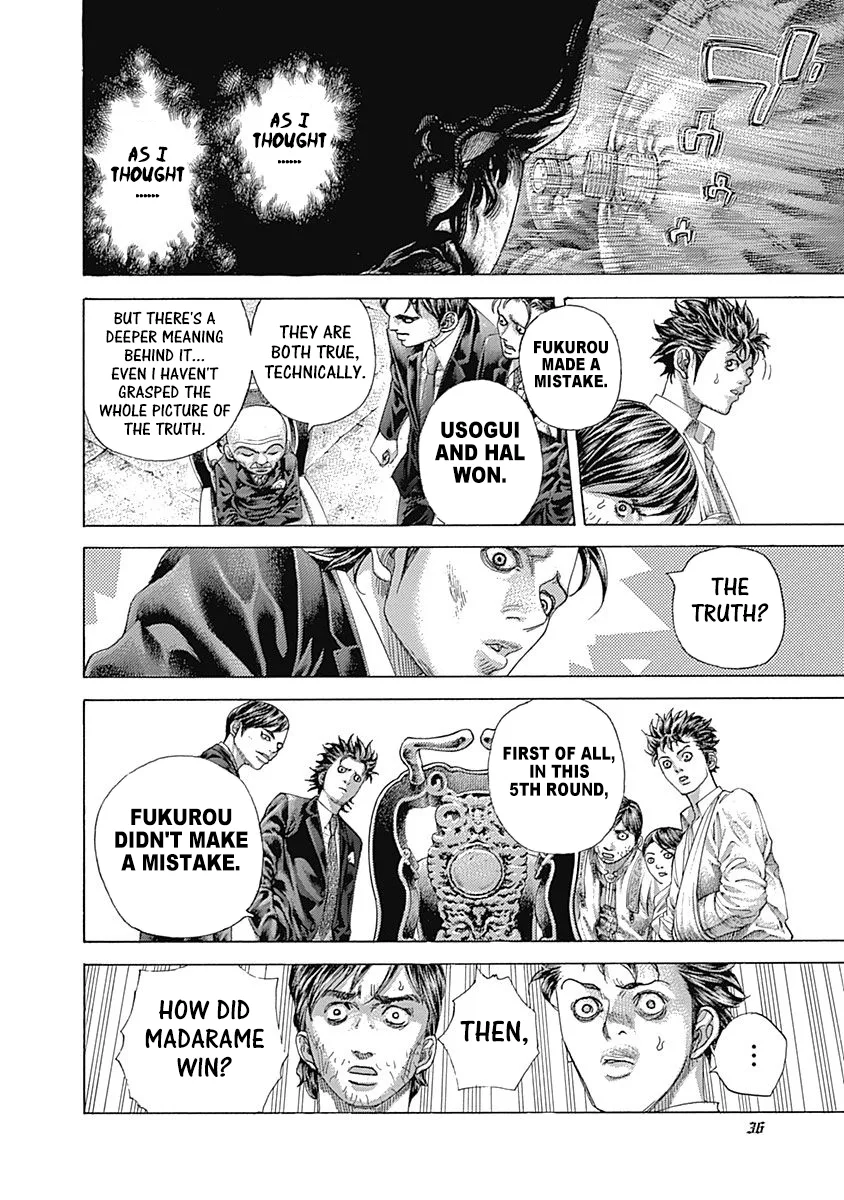 AS I
THOUGHT
......
AS I
THOUGHT
......
ゴ
FUKUROU
MADE A
MISTAKE.
USOGUI
AND HAL
WON.
THEY ARE
BOTH TRUE,
TECHNICALLY.
BUT THERE'S A
DEEPER MEANING
BEHIND IT...
EVEN I HAVEN'T
GRASPED THE
WHOLE PICTURE OF
THE TRUTH.
THE
TRUTH?
FIRST OF ALL,
IN THIS
5TH ROUND,
FUKUROU
DIDN'T MAKE
A MISTAKE.
...
THEN,
HOW DID
MADARAME
WIN?
36